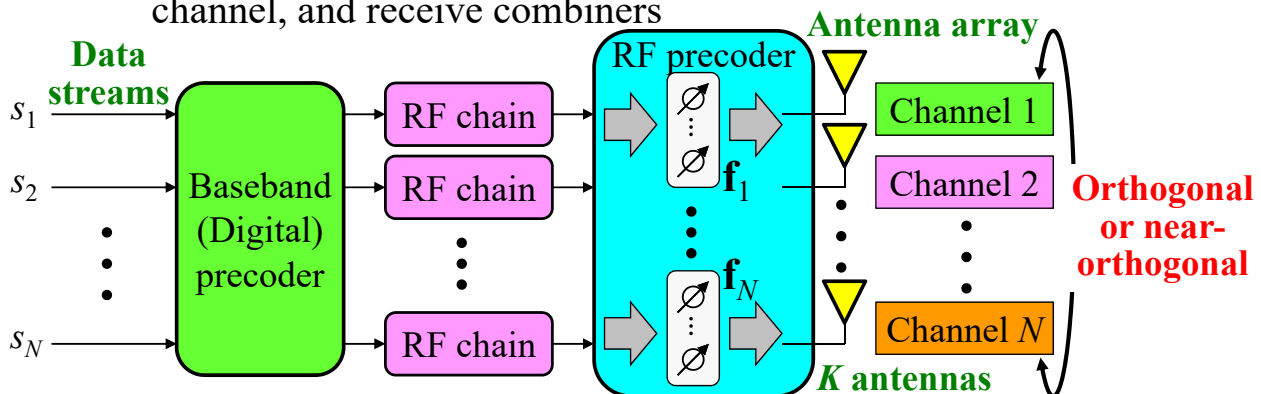 channel, and receive combiners
Data
streams
s1
s2
sN
Baseband
(Digital)
precoder
RF chain
RF chain
RF chain
RF precoder
f1
fN
Antenna array
K antennas
Channel 1
Channel 2
Channel N
Orthogonal
or near-
orthogonal